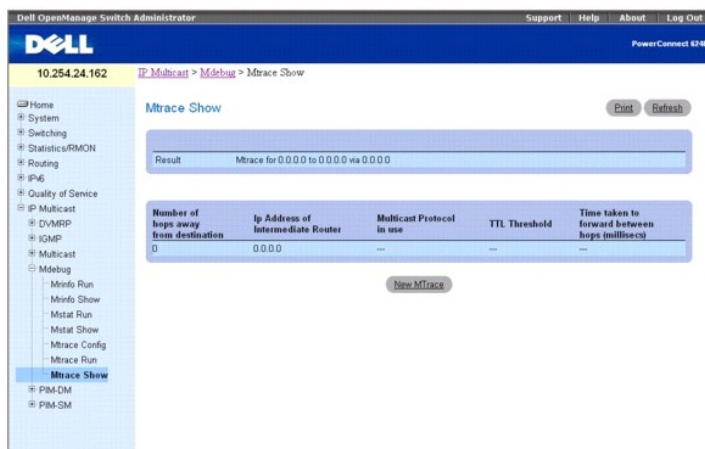 Dell OpenManage Switch Administrator
Support Help About Log Out
DELL
PowerConnect
10.254.24.162
IP Multicast > Mdebug > Mtrace Show
Home
System
Switching
Statistics/RMON
Routing
IPv6
Quality of Service
IP Multicast
DVMRP
IGMP
Multicast
Mdebug
Mrinfo Run
Mrinfo Show
Mstat Run
Mstat Show
Mtrace Config
Mtrace Run
Mtrace Show
PIM-DM
PIM-SM
Mtrace Show
Print Refresh
Result Mtrace for 0.0.0.0 to 0.0.0.0 via 0.0.0.0
Number of hops away from destination Ip Address of Intermediate Router Multicast Protocol in use TTL Threshold Time taken to forward between hops (millisecs)
0 0.0.0.0 --- --- ---
New MTrace